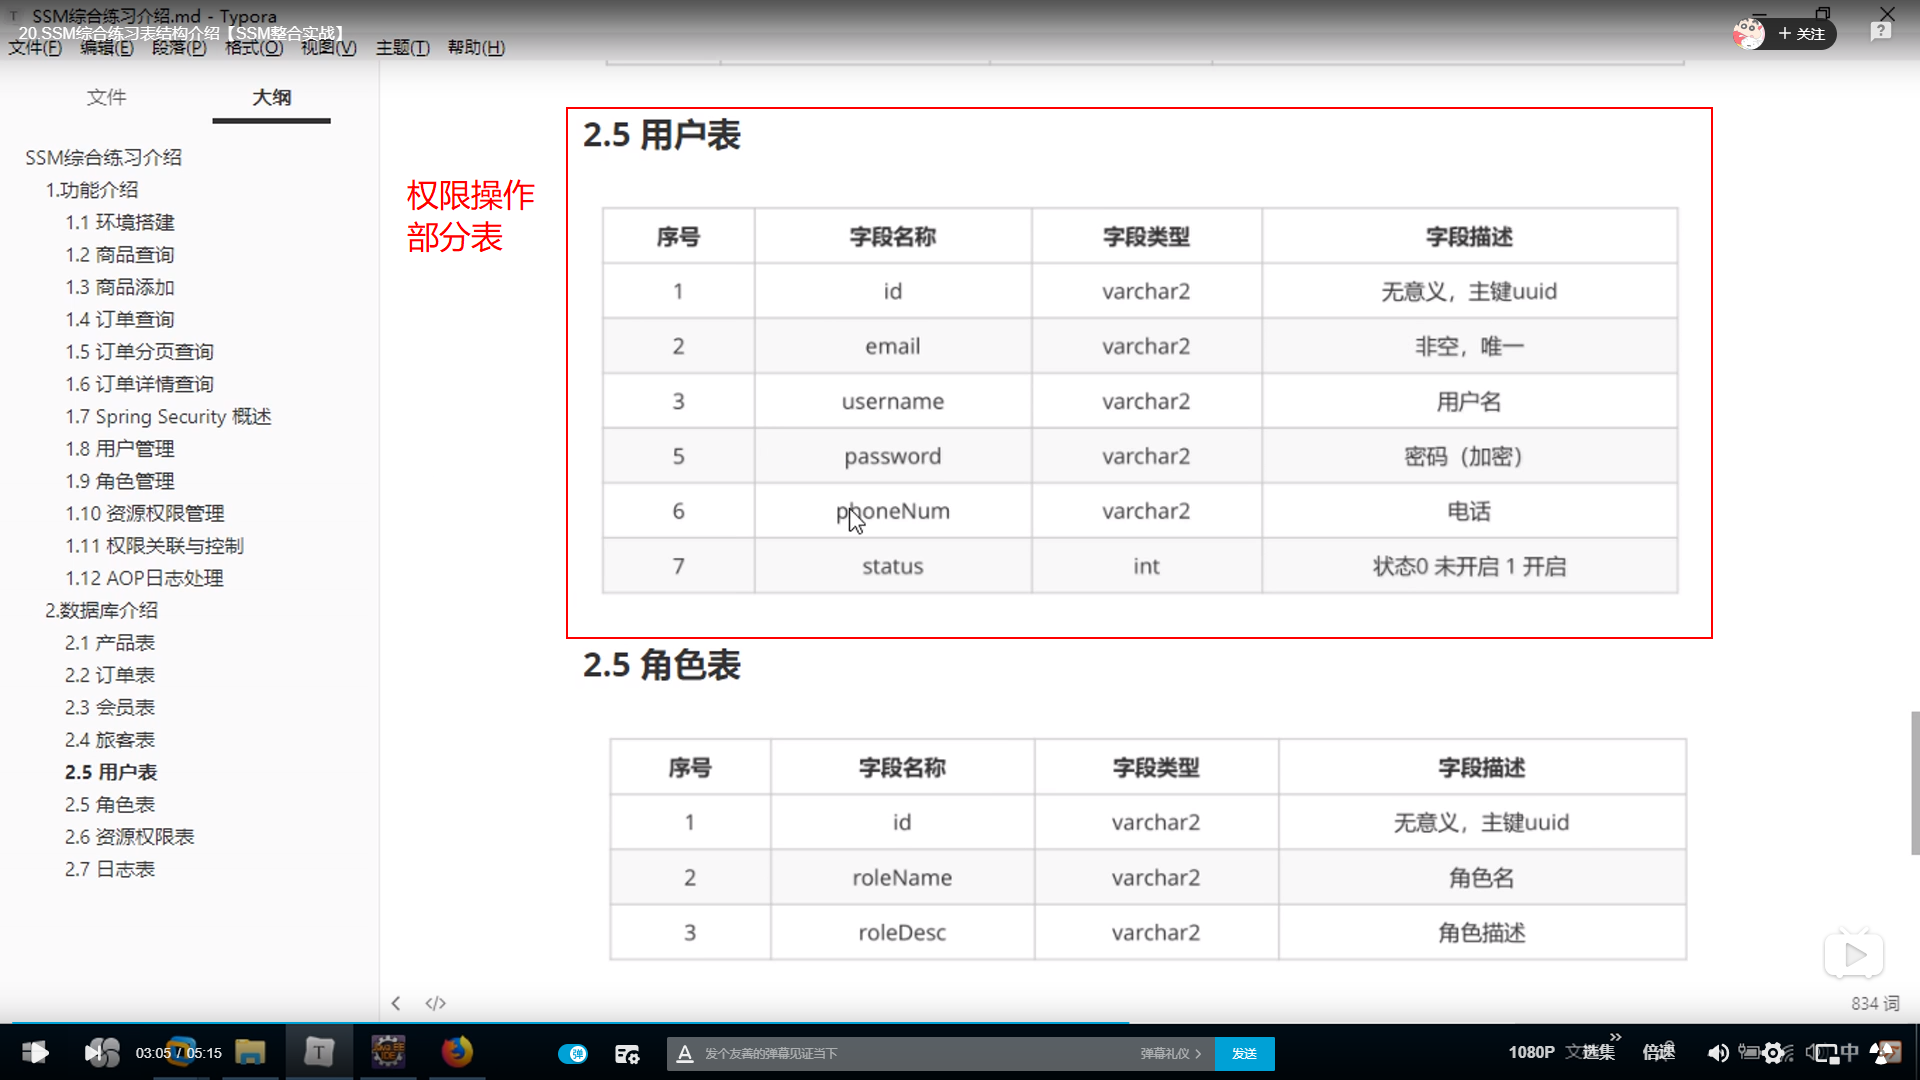 SSM综合练习介绍.md - Typora
20.SSM综合练习表结构介绍【SSM整合实战】
文件(F) 编辑(E) 段落(P) 格式(O) 视图(V) 主题(T) 帮助(H)
+ 关注
文件 大纲
SSM综合练习介绍
1.功能介绍
1.1 环境搭建
1.2 商品查询
1.3 商品添加
1.4 订单查询
1.5 订单分页查询
1.6 订单详情查询
1.7 Spring Security 概述
1.8 用户管理
1.9 角色管理
1.10 资源权限管理
1.11 权限关联与控制
1.12 AOP日志处理
2.数据库介绍
2.1 产品表
2.2 订单表
2.3 会员表
2.4 旅客表
2.5 用户表
2.5 角色表
2.6 资源权限表
2.7 日志表
权限操作
部分表
2.5 用户表
序号 字段名称 字段类型 字段描述
1 id varchar2 无意义，主键uuid
2 email varchar2 非空，唯一
3 username varchar2 用户名
5 password varchar2 密码（加密）
6 phoneNum varchar2 电话
7 status int 状态0 未开启 1 开启
2.5 角色表
序号 字段名称 字段类型 字段描述
1 id varchar2 无意义，主键uuid
2 roleName varchar2 角色名
3 roleDesc varchar2 角色描述
</> 834 词
03:05 / 05:15 弹 发个友善的弹幕见证当下 弹幕礼仪 > 发送 1080P 选集 倍速 中